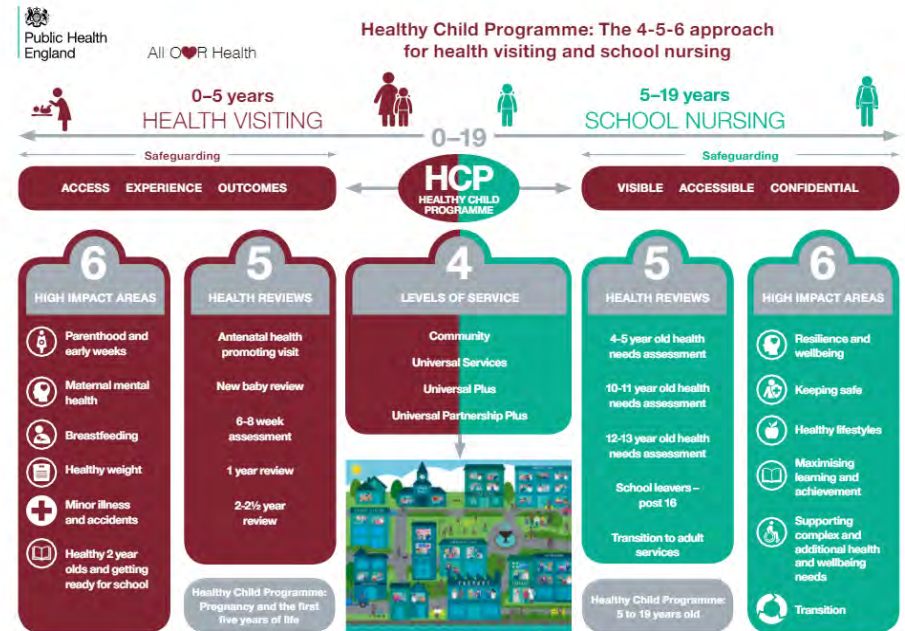 Public Health
England
All OUR Health
Healthy Child Programme: The 4-5-6 approach
for health visiting and school nursing
0–5 years
HEALTH VISITING
5–19 years
SCHOOL NURSING
0–19
Safeguarding
Safeguarding
ACCESS EXPERIENCE OUTCOMES
HCP
HEALTHY CHILD
PROGRAMME
VISIBLE ACCESSIBLE CONFIDENTIAL
6
HIGH IMPACT AREAS
Parenthood and
early weeks
Maternal mental
health
Breastfeeding
Healthy weight
Minor illness
and accidents
Healthy 2 year
olds and getting
ready for school
5
HEALTH REVIEWS
Antenatal health
promoting visit
New baby review
6-8 week
assessment
1 year review
2-2½ year
review
Healthy Child Programme:
Pregnancy and the first
five years of life
4
LEVELS OF SERVICE
Community
Universal Services
Universal Plus
Universal Partnership Plus
5
HEALTH REVIEWS
4-5 year old health
needs assessment
10-11 year old health
needs assessment
12-13 year old health
needs assessment
School leavers –
post 16
Transition to adult
services
Healthy Child Programme:
5 to 19 years old
6
HIGH IMPACT AREAS
Resilience and
wellbeing
Keeping safe
Healthy lifestyles
Maximising
learning and
achievement
Supporting
complex and
additional health
and wellbeing
needs
Transition